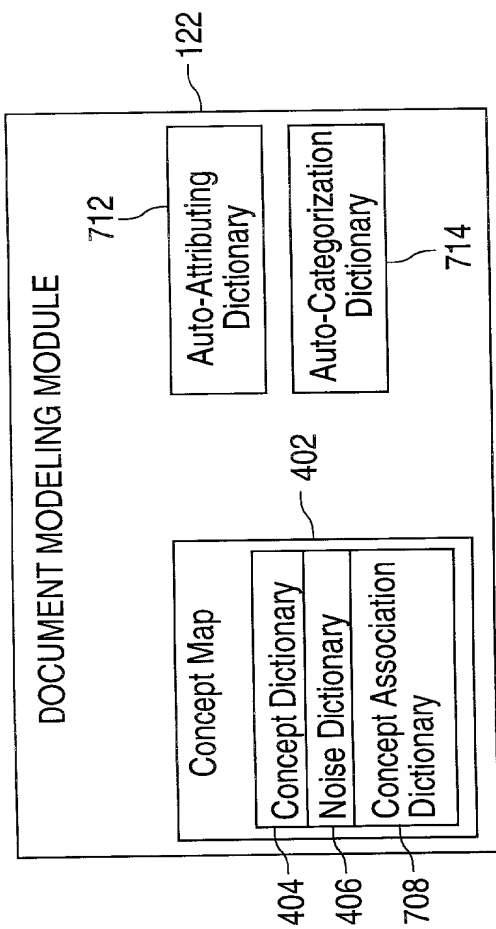 DOCUMENT MODELING MODULE
122
Concept Map
402
404
Concept Dictionary
406
Noise Dictionary
708
Concept Association
Dictionary
712
Auto-Attributing
Dictionary
Auto-Categorization
Dictionary
714